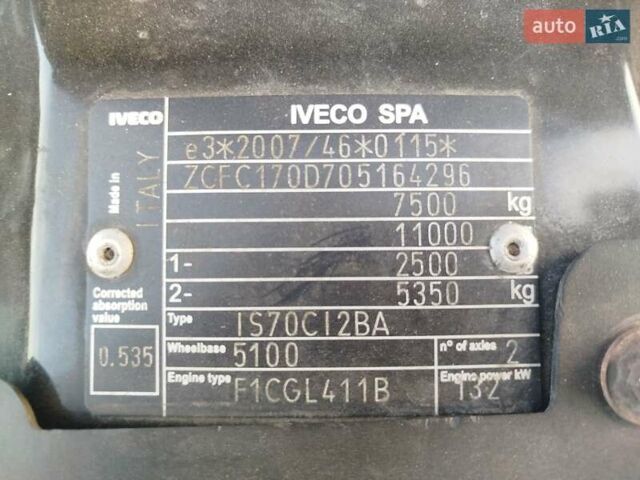 auto RIA.com
IVECO IVECO SPA
e3*2007/46*0115*
ZCFC170D705164296
7500 kg
11000
1- 2500
2- 5350 kg
Made in ITALY
Corrected absorption value
0.535
Type IS70CI2BA
Wheelbase 5100 n° of axles 2
Engine type F1CGL411B Engine power kW 132